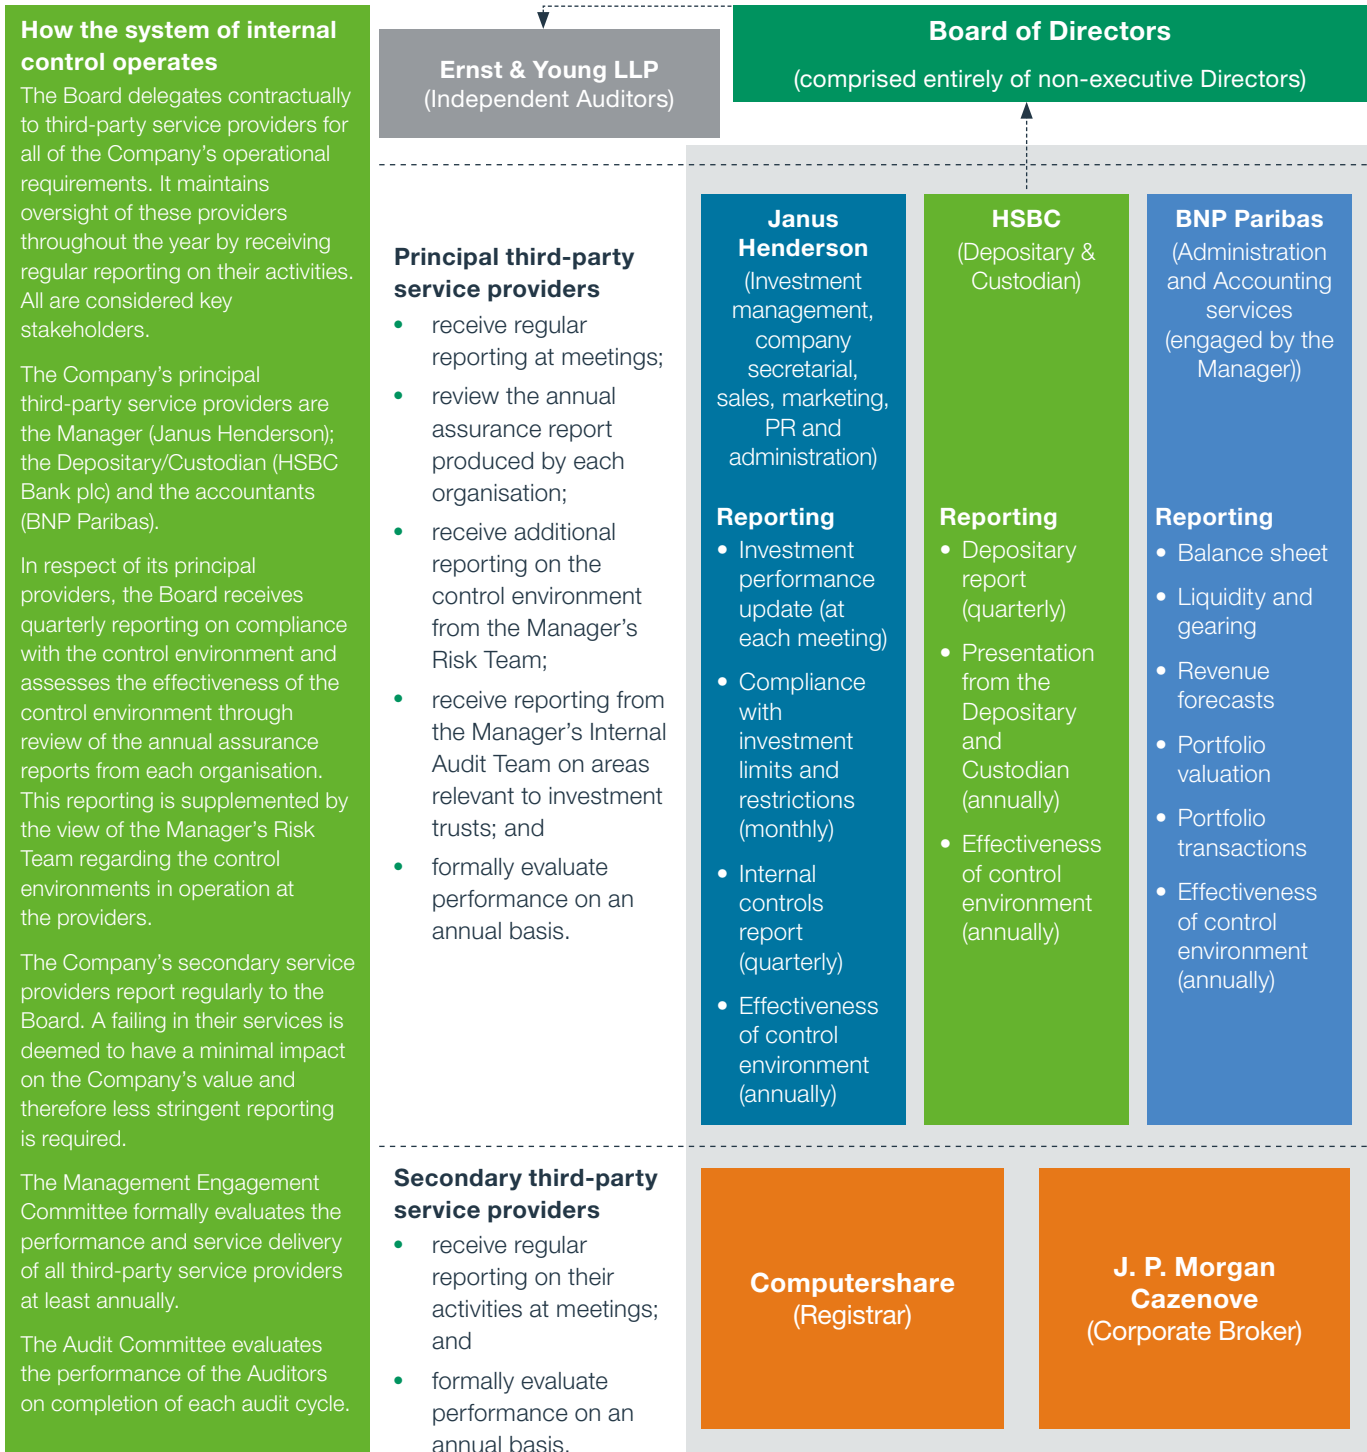 How the system of internal
control operates
The Board delegates contractually
to third-party service providers for
all of the Company's operational
requirements. It maintains
oversight of these providers
throughout the year by receiving
regular reporting on their activities.
All are considered key
stakeholders.
The Company's principal
third-party service providers are
the Manager (Janus Henderson);
the Depositary/Custodian (HSBC
Bank plc) and the accountants
(BNP Paribas).
In respect of its principal
providers, the Board receives
quarterly reporting on compliance
with the control environment and
assesses the effectiveness of the
control environment through
review of the annual assurance
reports from each organisation.
This reporting is supplemented by
the view of the Manager's Risk
Team regarding the control
environments in operation at
the providers.
The Company's secondary service
providers report regularly to the
Board. A failing in their services is
deemed to have a minimal impact
on the Company's value and
therefore less stringent reporting
is required.
The Management Engagement
Committee formally evaluates the
performance and service delivery
of all third-party service providers
at least annually.
The Audit Committee evaluates
the performance of the Auditors
on completion of each audit cycle.
Ernst & Young LLP
(Independent Auditors)
Board of Directors
(comprised entirely of non-executive Directors)
Principal third-party
service providers
• receive regular
reporting at meetings;
• review the annual
assurance report
produced by each
organisation;
• receive additional
reporting on the
control environment
from the Manager's
Risk Team;
• receive reporting from
the Manager's Internal
Audit Team on areas
relevant to investment
trusts; and
• formally evaluate
performance on an
annual basis.
Janus
Henderson
(Investment
management,
company
secretarial,
sales, marketing,
PR and
administration)
Reporting
• Investment
performance
update (at
each meeting)
• Compliance
with
investment
limits and
restrictions
(monthly)
• Internal
controls
report
(quarterly)
• Effectiveness
of control
environment
(annually)
HSBC
(Depositary &
Custodian)
Reporting
• Depositary
report
(quarterly)
• Presentation
from the
Depositary
and
Custodian
(annually)
• Effectiveness
of control
environment
(annually)
BNP Paribas
(Administration
and Accounting
services
(engaged by the
Manager))
Reporting
• Balance sheet
• Liquidity and
gearing
• Revenue
forecasts
• Portfolio
valuation
• Portfolio
transactions
• Effectiveness
of control
environment
(annually)
Secondary third-party
service providers
• receive regular
reporting on their
activities at meetings;
and
• formally evaluate
performance on an
annual basis.
Computershare
(Registrar)
J. P. Morgan
Cazenove
(Corporate Broker)